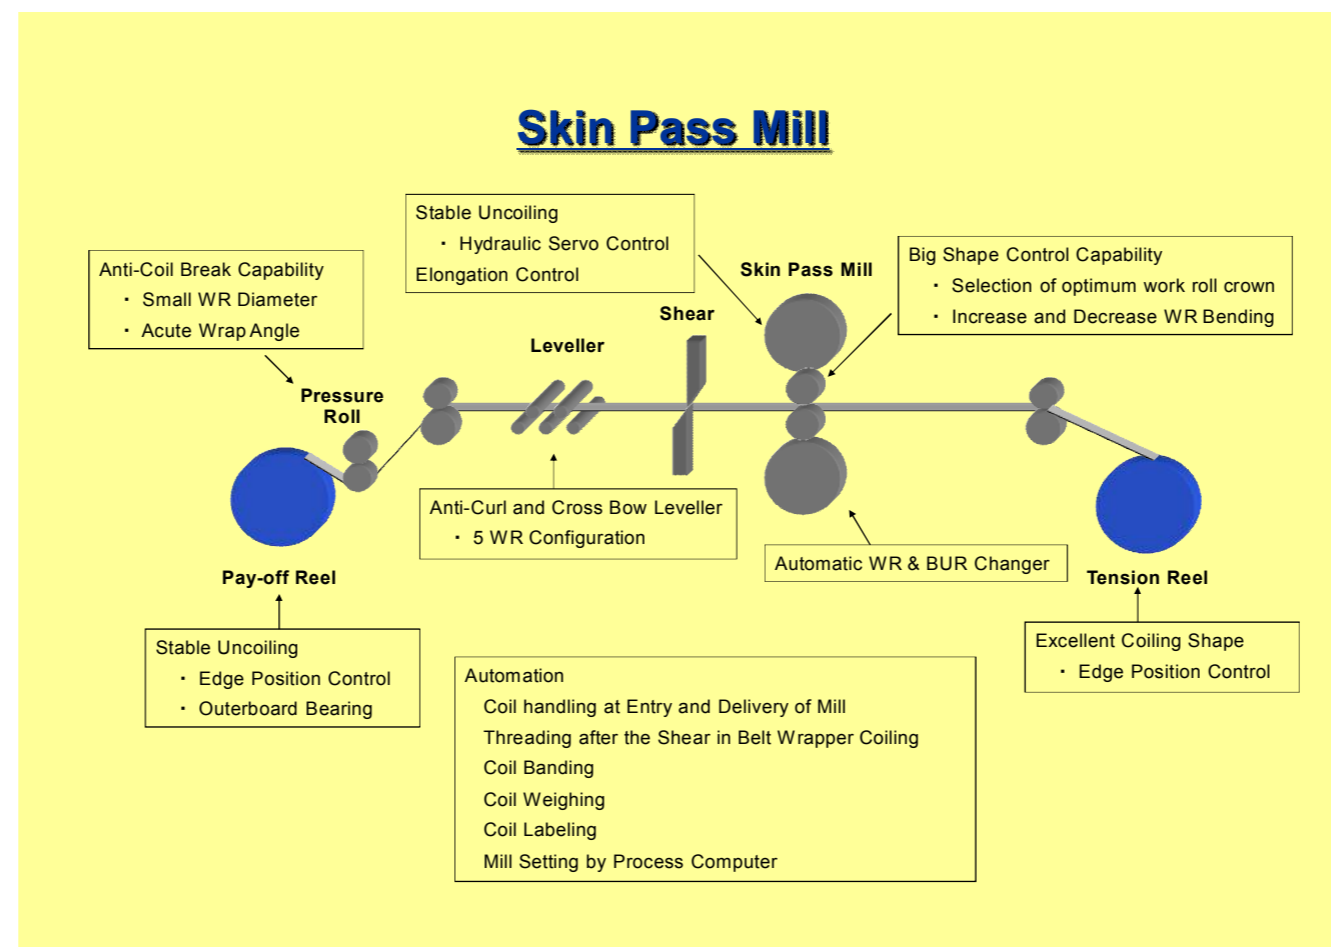 Skin Pass Mill
Stable Uncoiling
・ Hydraulic Servo Control
Elongation Control
Anti-Coil Break Capability
・ Small WR Diameter
・ Acute Wrap Angle
Big Shape Control Capability
・ Selection of optimum work roll crown
・ Increase and Decrease WR Bending
Skin Pass Mill
Shear
Leveller
Pressure
Roll
Anti-Curl and Cross Bow Leveller
・ 5 WR Configuration
Automatic WR & BUR Changer
Pay-off Reel
Tension Reel
Stable Uncoiling
・ Edge Position Control
・ Outerboard Bearing
Excellent Coiling Shape
・ Edge Position Control
Automation
Coil handling at Entry and Delivery of Mill
Threading after the Shear in Belt Wrapper Coiling
Coil Banding
Coil Weighing
Coil Labeling
Mill Setting by Process Computer